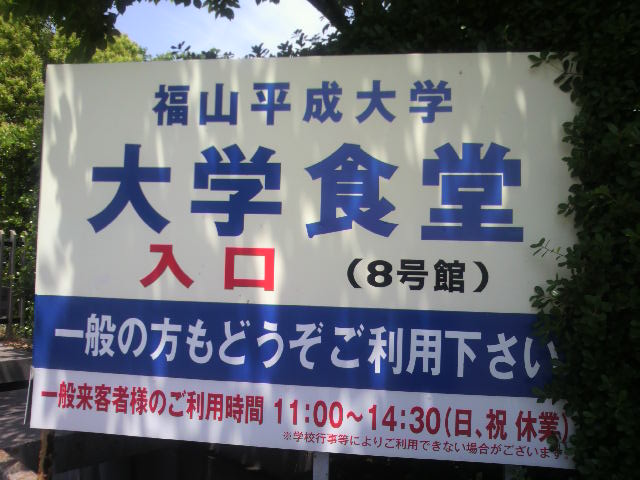 福山平成大学
大学食堂
入口 （8号館）
一般の方もどうぞご利用下さい
一般来客者様のご利用時間 11:00～14:30(日、祝 休業)
※学校行事等によりご利用できない場合がございます